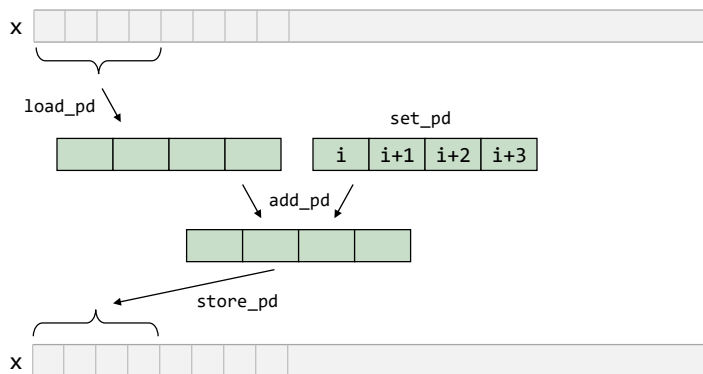 x
load_pd
set_pd
i i+1 i+2 i+3
add_pd
store_pd
x